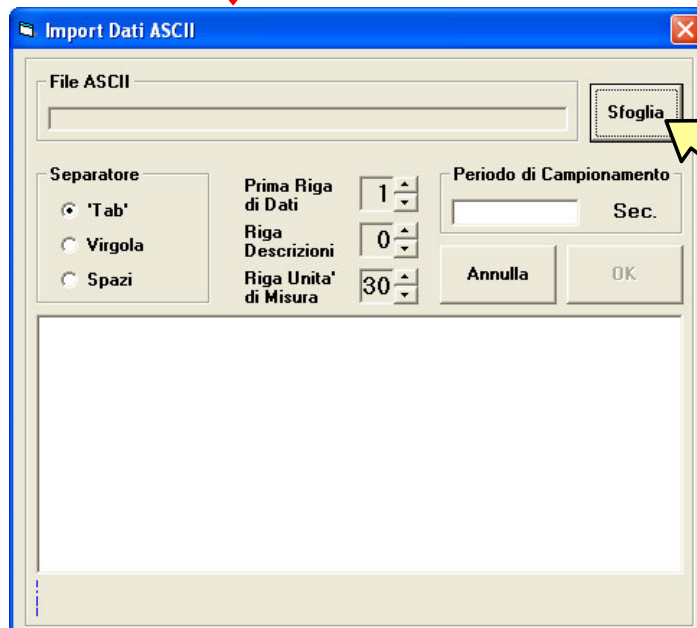 Import Dati ASCII
File ASCII
Sfoglia
Separatore
'Tab'
Virgola
Spazi
Prima Riga
di Dati
1
Riga
Descrizioni
0
Riga Unita'
di Misura
30
Periodo di Campionamento
Sec.
Annulla
OK